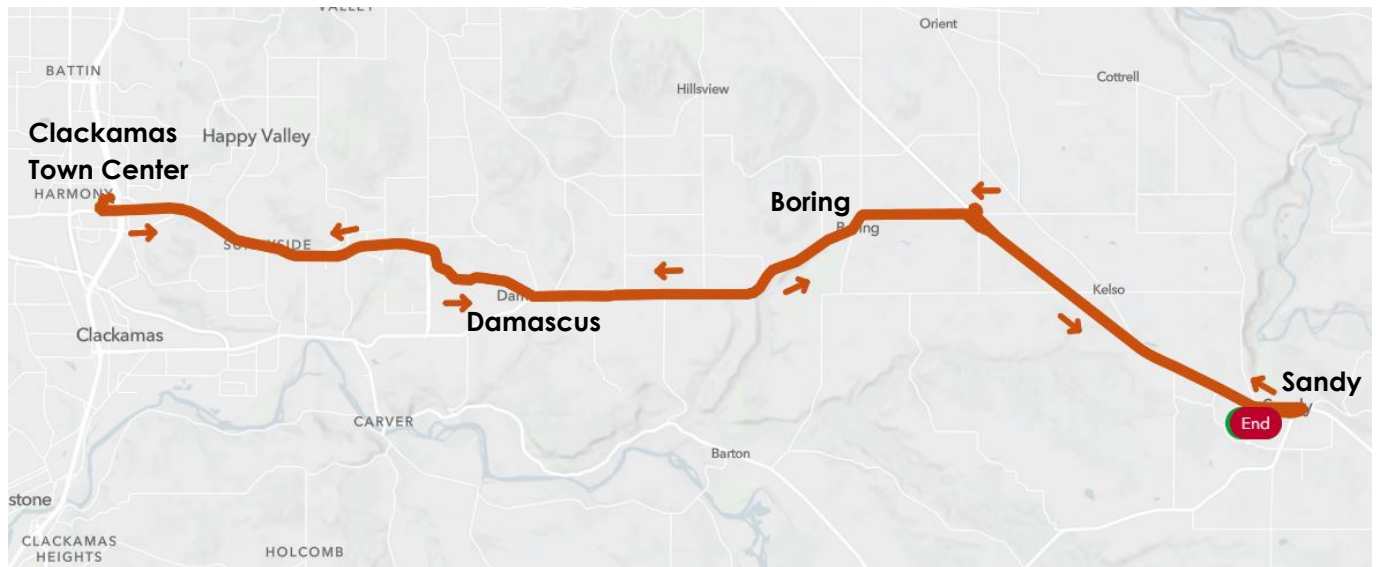 VALLEY
Orient
BATTIN
Cottrell
Hillsview
Clackamas
Town Center
Happy Valley
HARMONY
Boring
Boring
SUNNYSIDE
Kelso
Dam
Damascus
Clackamas
Sandy
Sandy
CARVER
End
Barton
stone
CLACKAMAS
HEIGHTS
HOLCOMB